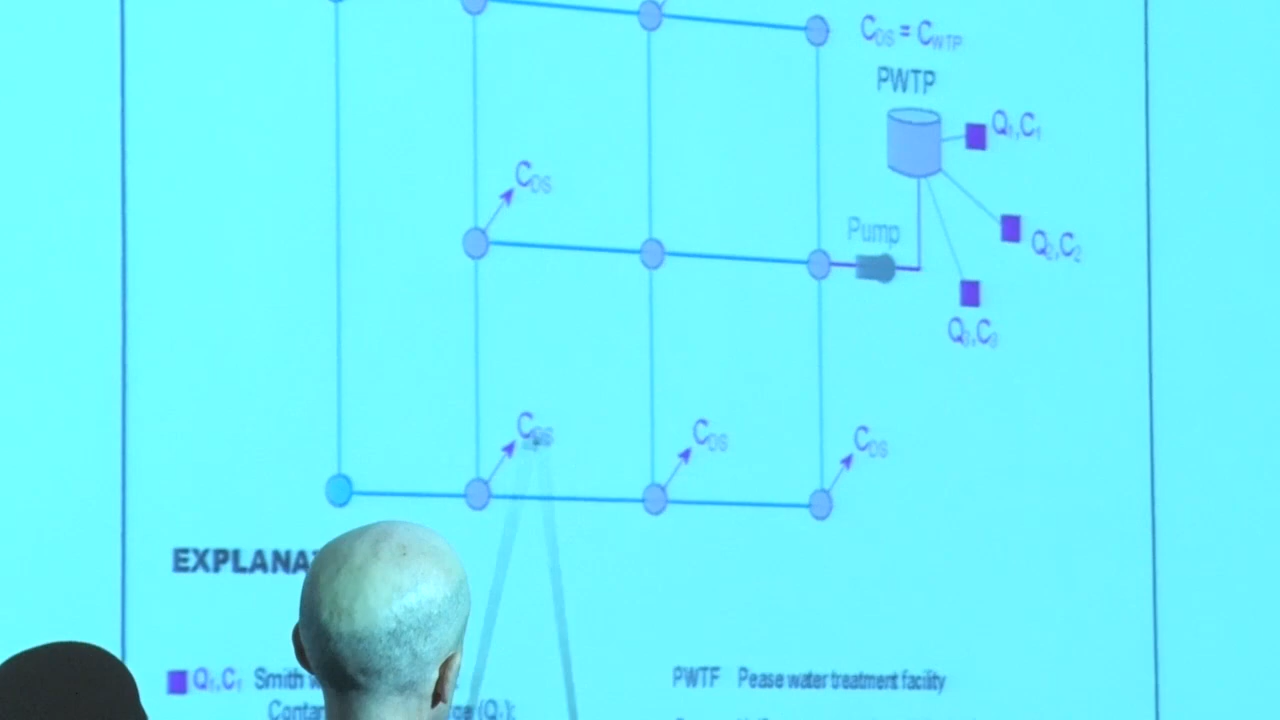 C_DS = C_WTP
PWTP
Q₁,C₁
C_DS
Pump
Q₂,C₂
Q₃,C₃
C_DS
C_DS
C_DS
Q₁,C₁ Smith
PWTF Pease water treatment facility